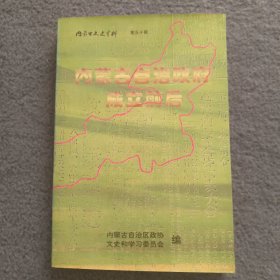 内蒙古文史资料 第五十辑
内蒙古自治政府
成立前后
内蒙古自治区政协
文史和学习委员会 编